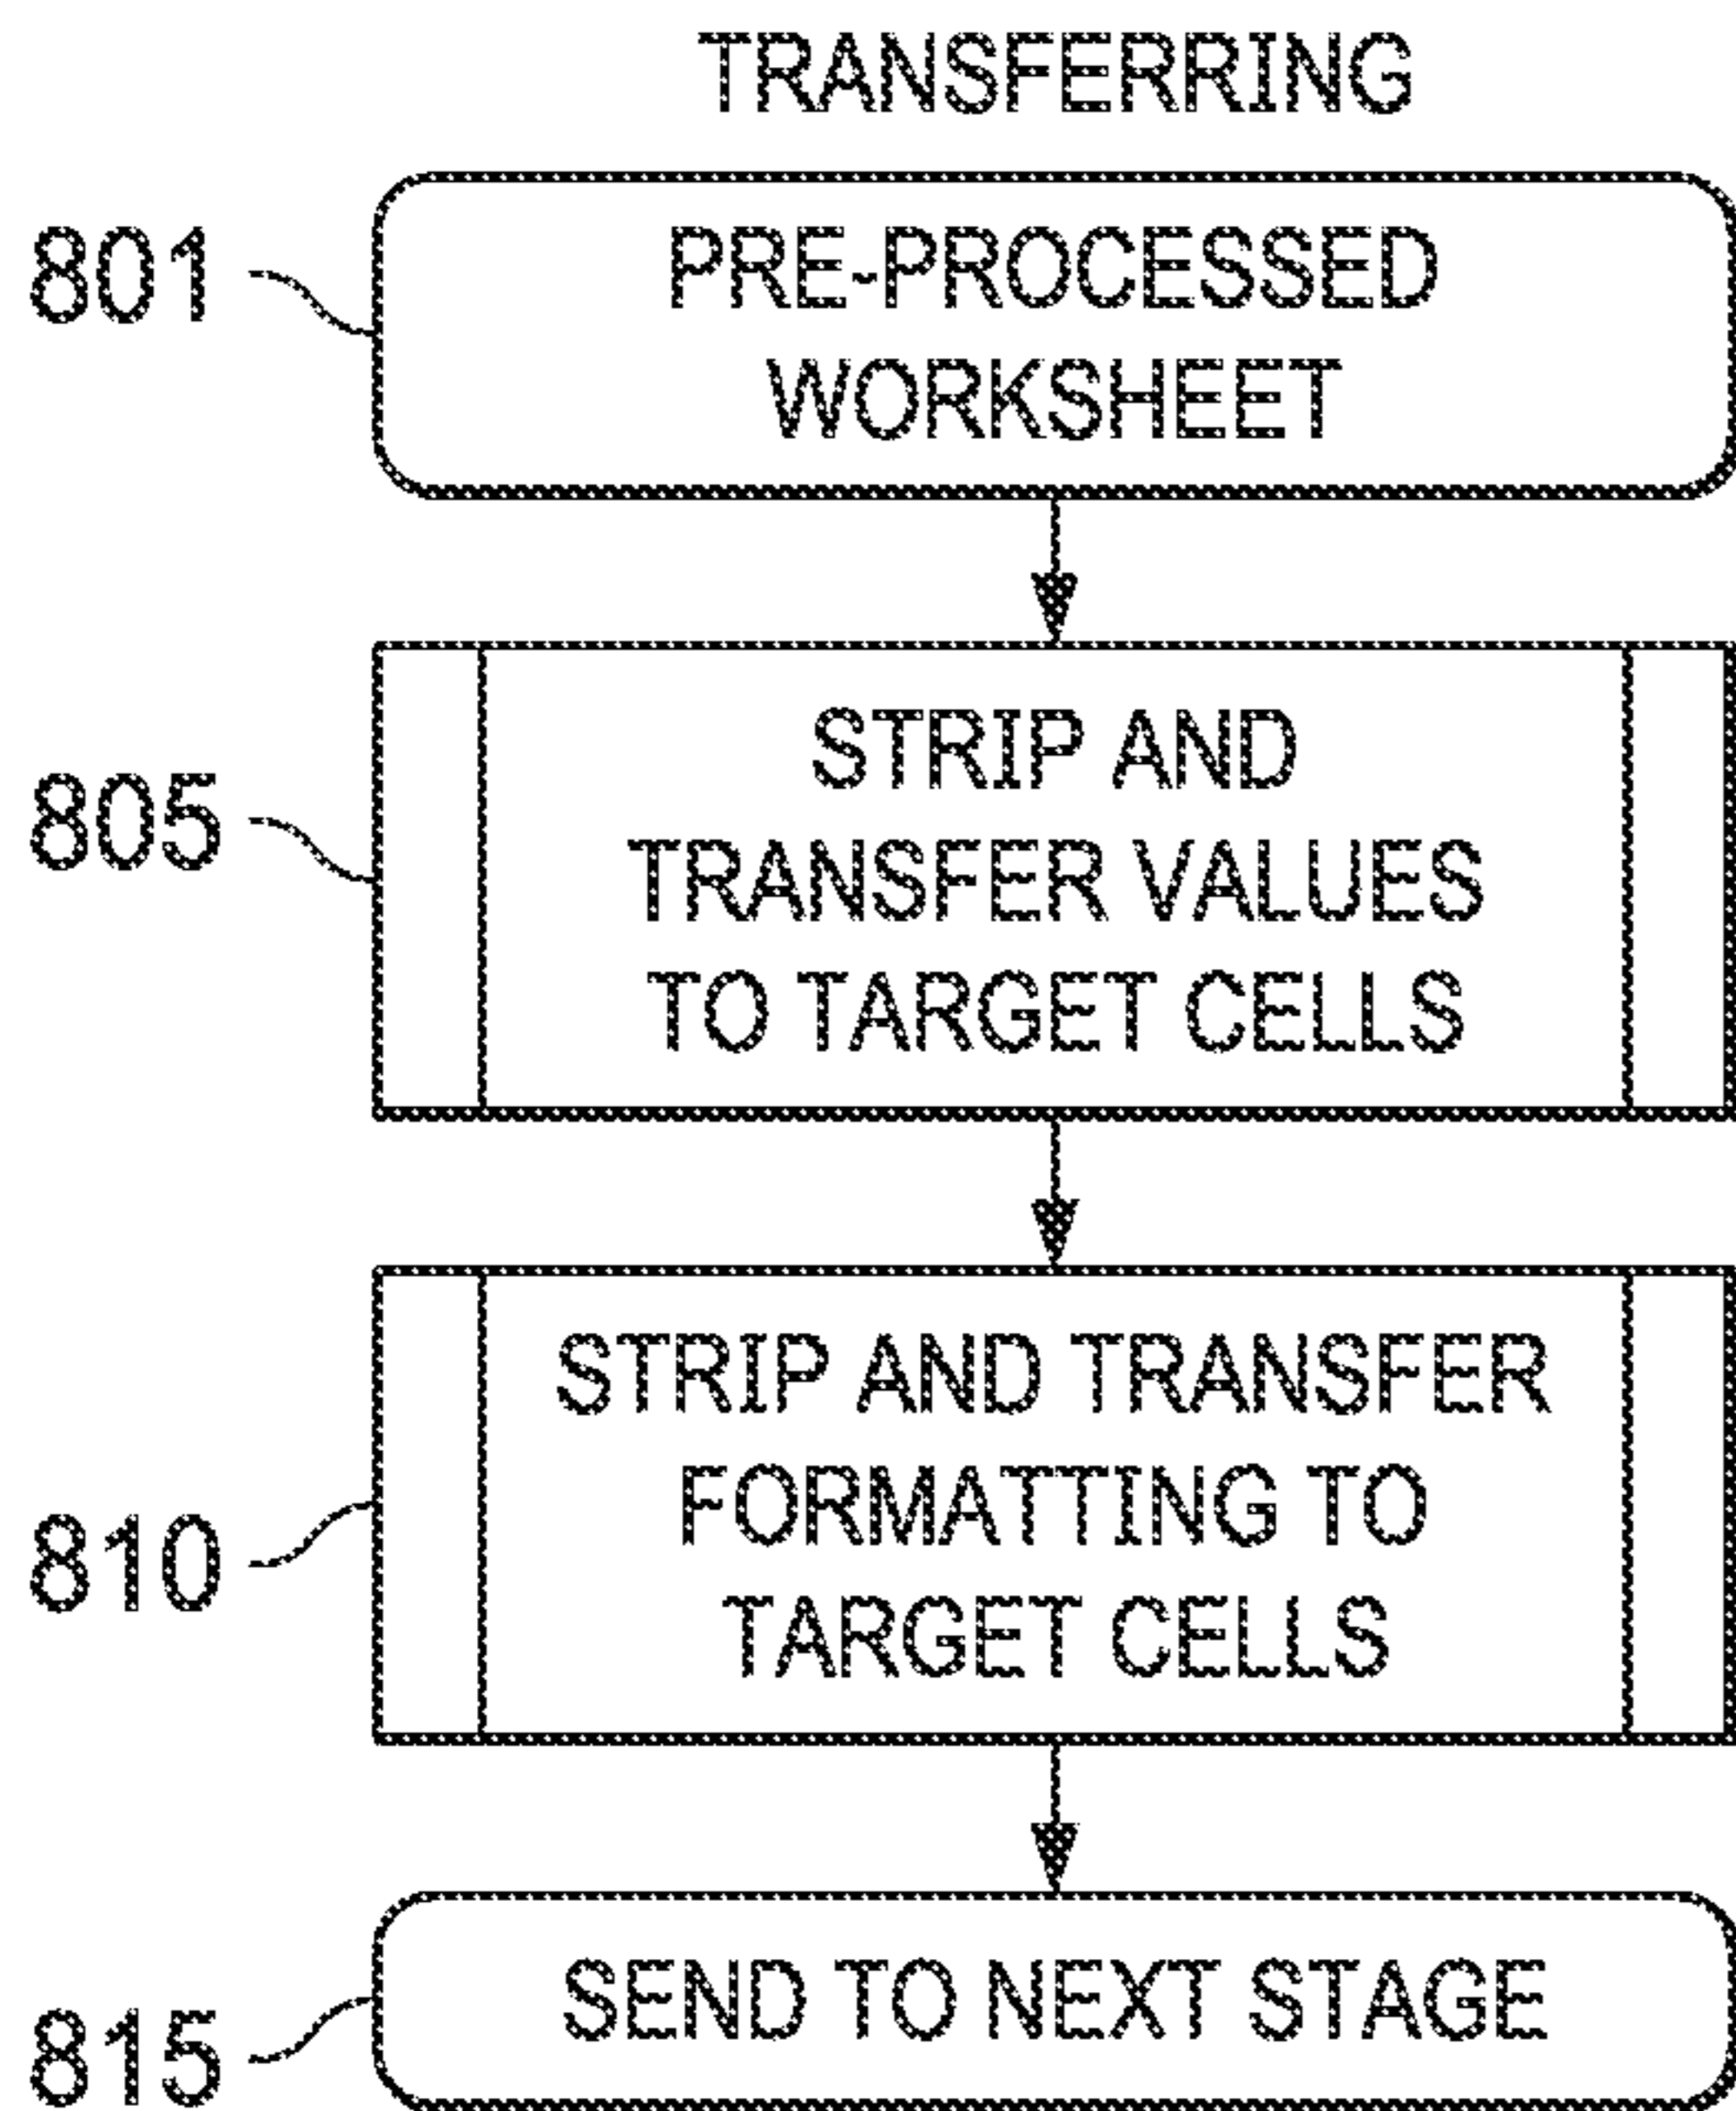 TRANSFERRING
801
PRE-PROCESSED
WORKSHEET
805
STRIP AND
TRANSFER VALUES
TO TARGET CELLS
810
STRIP AND TRANSFER
FORMATTING TO
TARGET CELLS
815
SEND TO NEXT STAGE